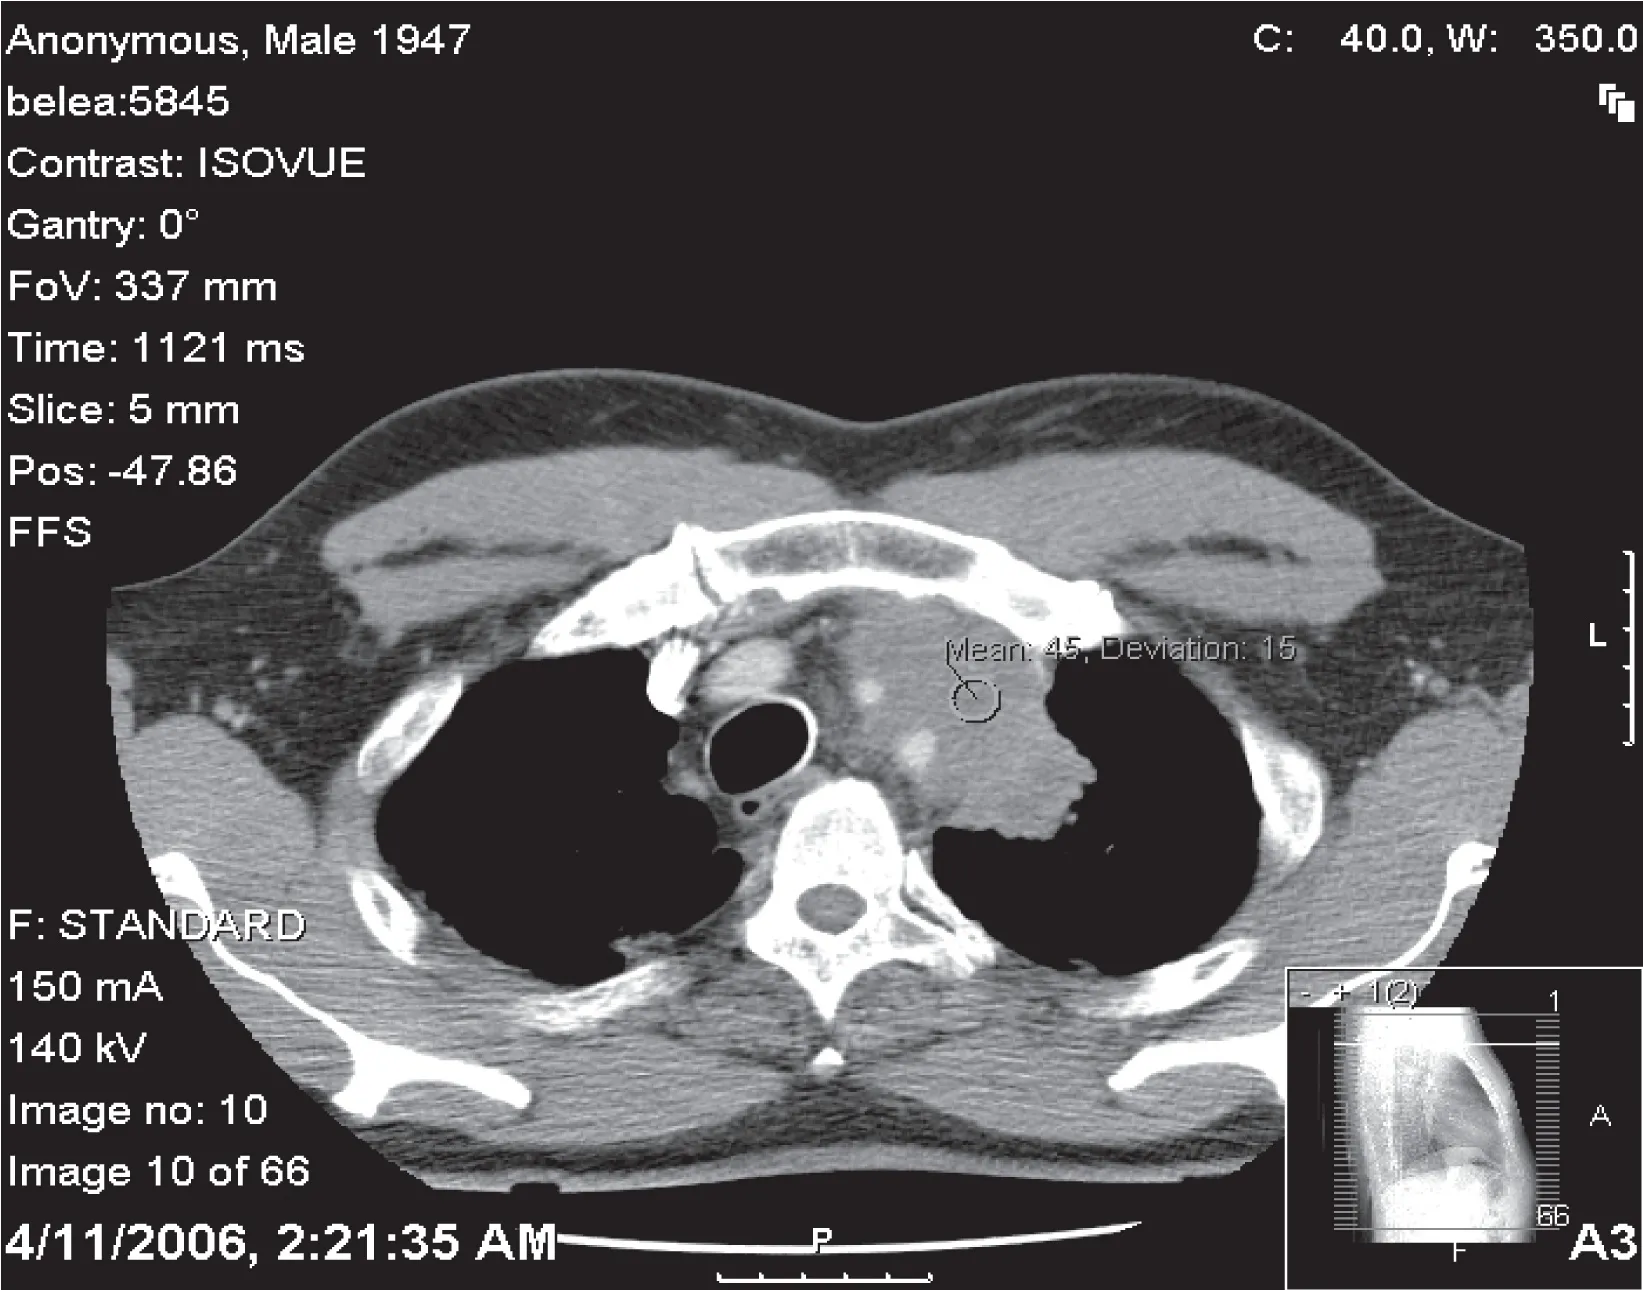 Anonymous, Male 1947
C: 40.0, W: 350.0
belea:5845
Contrast: ISOVUE
Gantry: 0°
FoV: 337 mm
Time: 1121 ms
Slice: 5 mm
Pos: -47.86
FFS
L
Mean: 45, Deviation: 15
F: STANDARD
150 mA
140 kV
Image no: 10
Image 10 of 66
4/11/2006, 2:21:35 AM
P
- + 1(2)
1
A
66
F
A3